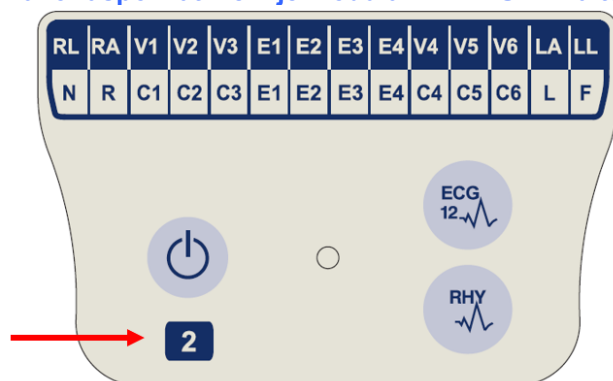 RL RA V1 V2 V3 E1 E2 E3 E4 V4 V5 V6 LA LL
N R C1 C2 C3 E1 E2 E3 E4 C4 C5 C6 L F
ECG
12
RHY
2